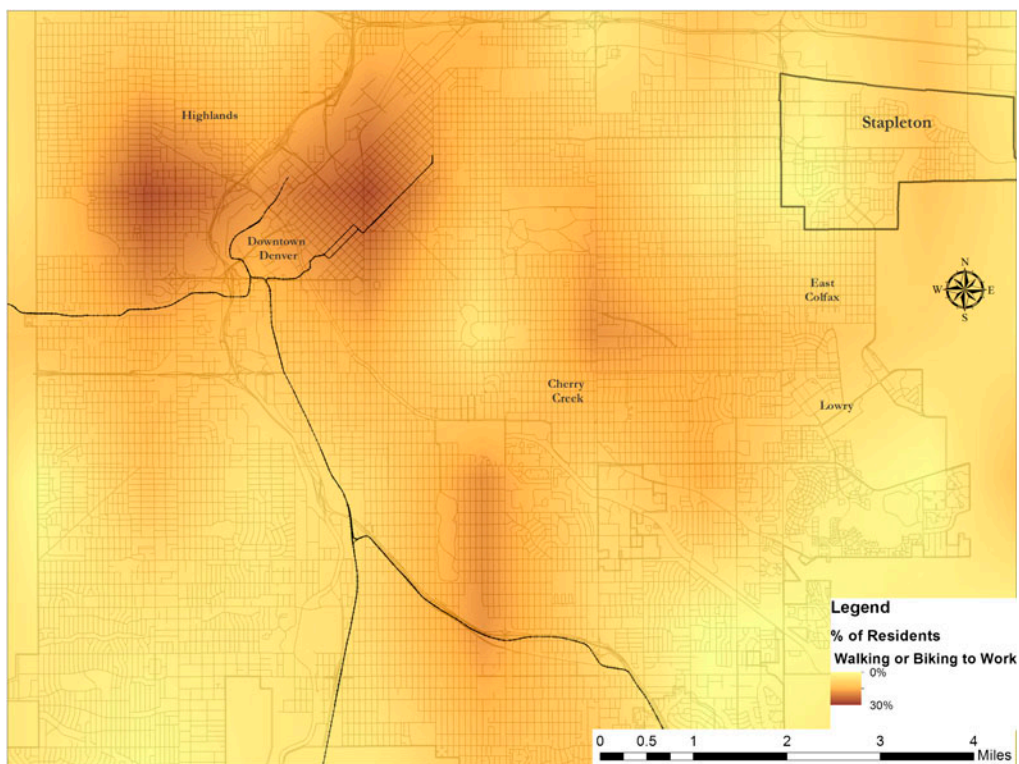 Highlands
Stapleton
Downtown
Denver
East
Colfax
N
W
E
S
Cherry
Creek
Lowry
Legend
% of Residents
Walking or Biking to Work
0%
30%
0 0.5 1 2 3 4
Miles